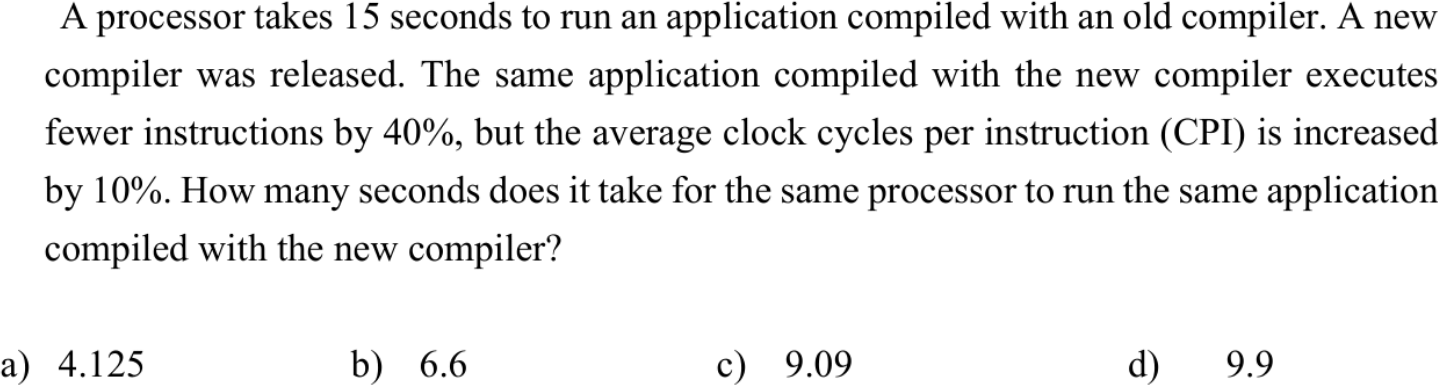 A processor takes 15 seconds to run an application compiled with an old compiler. A new
compiler was released. The same application compiled with the new compiler executes
fewer instructions by 40%, but the average clock cycles per instruction (CPI) is increased
by 10%. How many seconds does it take for the same processor to run the same application
compiled with the new compiler?
a) 4.125 b) 6.6 c) 9.09 d) 9.9